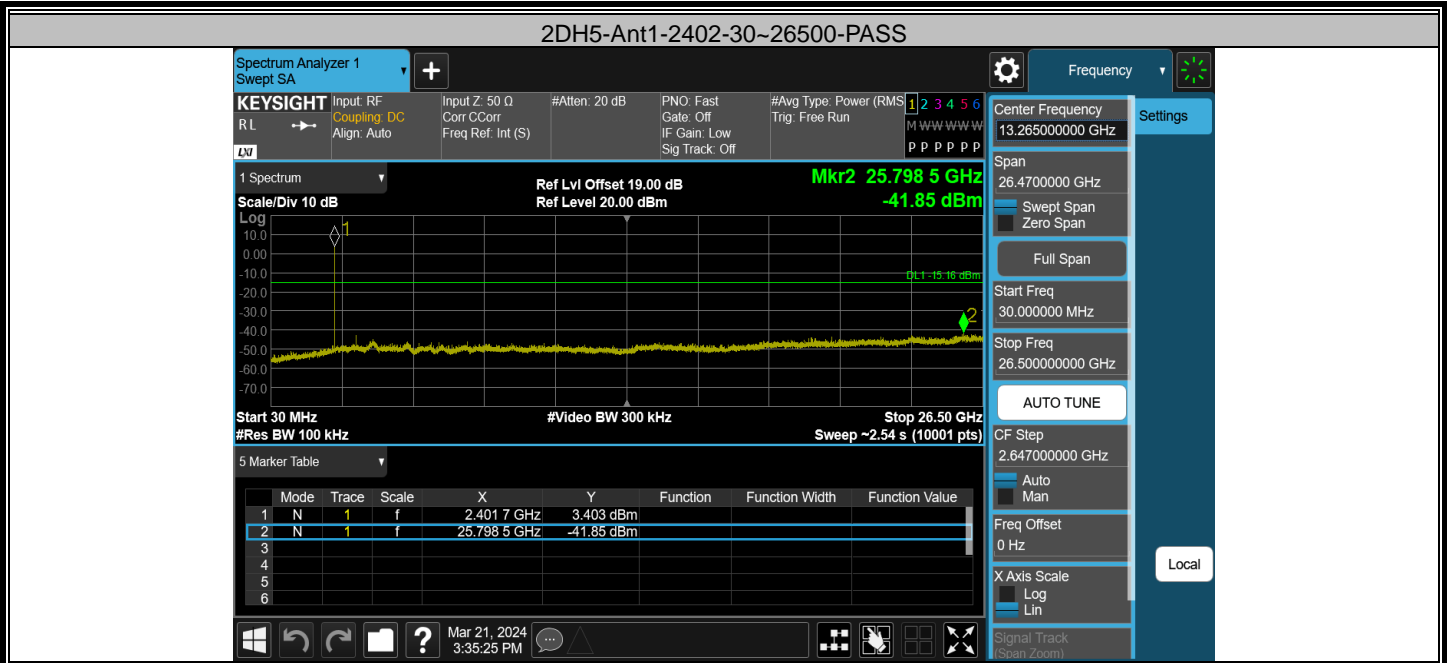 2DH5-Ant1-2402-30~26500-PASS
Spectrum Analyzer 1
Swept SA
+
Frequency
KEYSIGHT
RL
LXI
Input: RF
Coupling: DC
Align: Auto
Input Z: 50 Ω
Corr CCorr
Freq Ref: Int (S)
#Atten: 20 dB
PNO: Fast
Gate: Off
IF Gain: Low
Sig Track: Off
#Avg Type: Power (RMS
Trig: Free Run
1 2 3 4 5 6
M W W W W W
P P P P P P
1 Spectrum
Scale/Div 10 dB
Ref Lvl Offset 19.00 dB
Ref Level 20.00 dBm
Mkr2 25.798 5 GHz
-41.85 dBm
Log
10.0
0.00
-10.0
-20.0
-30.0
-40.0
-50.0
-60.0
-70.0
1
DL1 -15.16 dBm
2
Start 30 MHz
#Video BW 300 kHz
Stop 26.50 GHz
#Res BW 100 kHz
Sweep ~2.54 s (10001 pts)
5 Marker Table
Mode Trace Scale X Y Function Function Width Function Value
1 N 1 f 2.401 7 GHz 3.403 dBm
2 N 1 f 25.798 5 GHz -41.85 dBm
3
4
5
6
Mar 21, 2024
3:35:25 PM
?
Center Frequency
13.265000000 GHz
Settings
Span
26.4700000 GHz
Swept Span
Zero Span
Full Span
Start Freq
30.000000 MHz
Stop Freq
26.500000000 GHz
AUTO TUNE
CF Step
2.647000000 GHz
Auto
Man
Freq Offset
0 Hz
X Axis Scale
Log
Lin
Local
Signal Track
(Span Zoom)